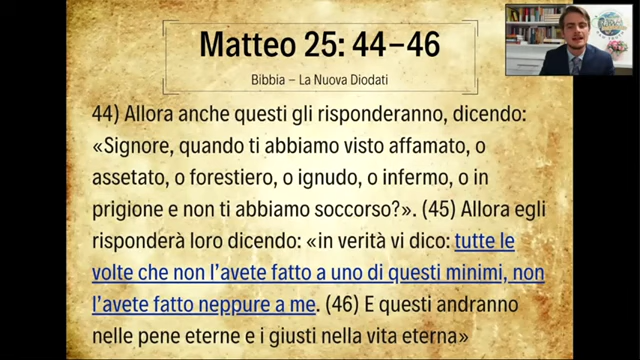 Matteo 25: 44–46
Bibbia – La Nuova Diodati
44) Allora anche questi gli risponderanno, dicendo:
«Signore, quando ti abbiamo visto affamato, o
assetato, o forestiero, o ignudo, o infermo, o in
prigione e non ti abbiamo soccorso?». (45) Allora egli
risponderà loro dicendo: «in verità vi dico: tutte le
volte che non l'avete fatto a uno di questi minimi, non
l'avete fatto neppure a me. (46) E questi andranno
nelle pene eterne e i giusti nella vita eterna»